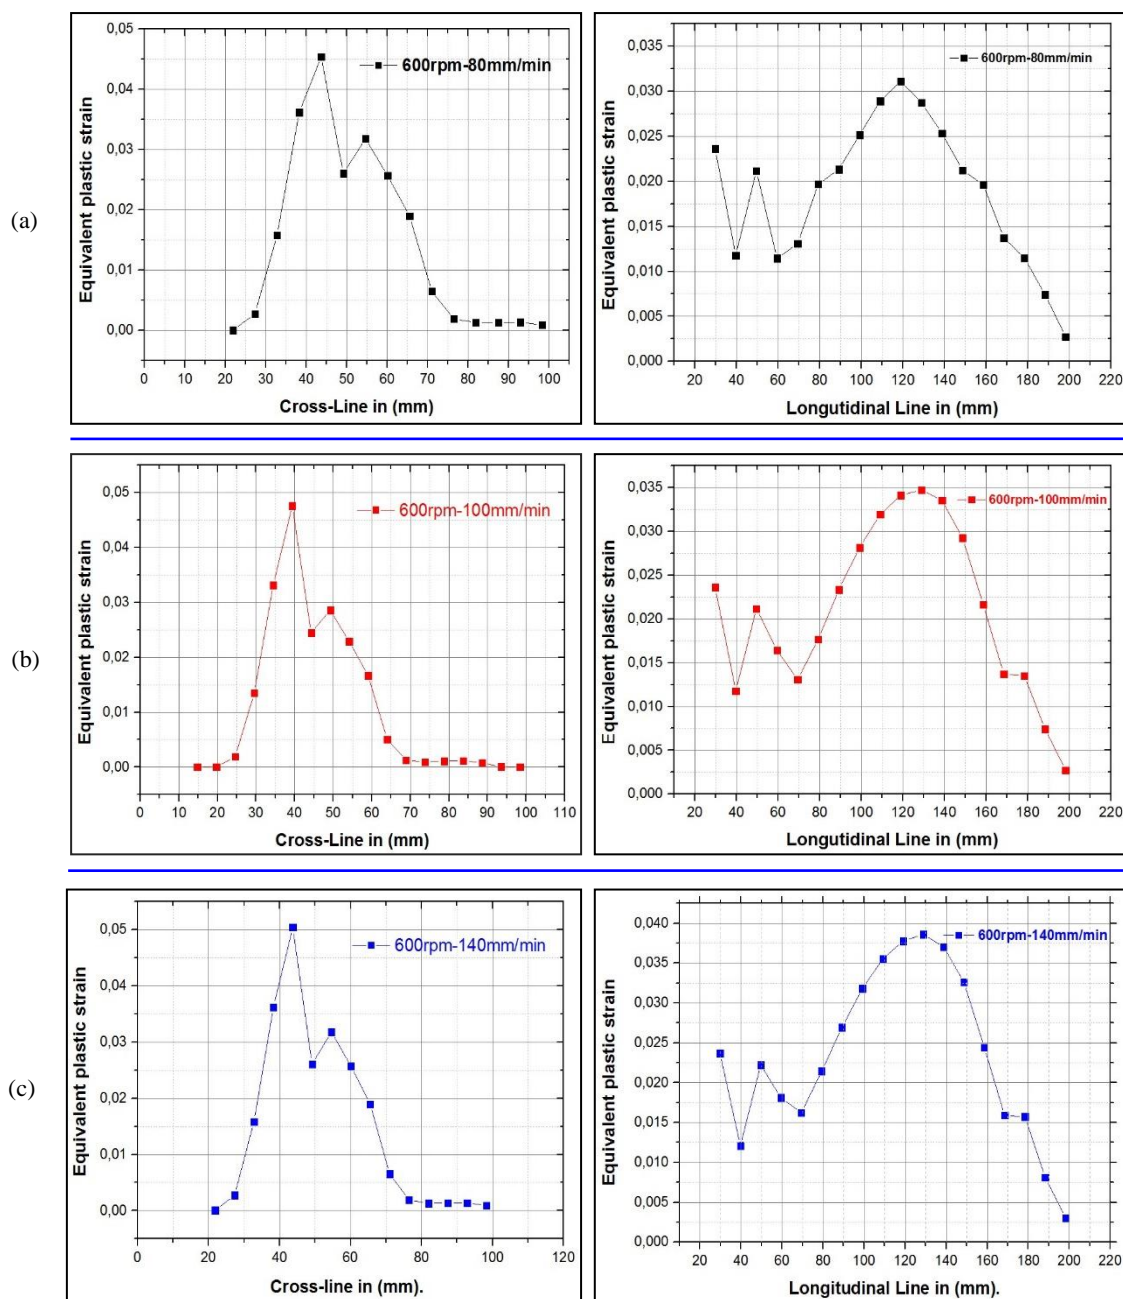 (a)
Equivalent plastic strain
0,05
0,04
0,03
0,02
0,01
0,00
600rpm-80mm/min
0 10 20 30 40 50 60 70 80 90 100
Cross-Line in (mm)
Equivalent plastic strain
0,035
0,030
0,025
0,020
0,015
0,010
0,005
0,000
600rpm-80mm/min
20 40 60 80 100 120 140 160 180 200 220
Longutidinal Line in (mm)
(b)
Equivalent plastic strain
0,05
0,04
0,03
0,02
0,01
0,00
600rpm-100mm/min
0 10 20 30 40 50 60 70 80 90 100 110
Cross-Line in (mm)
Equivalent plastic strain
0,035
0,030
0,025
0,020
0,015
0,010
0,005
0,000
600rpm-100mm/min
20 40 60 80 100 120 140 160 180 200 220
Longutidinal Line in (mm)
(c)
Equivalent plastic strain
0,05
0,04
0,03
0,02
0,01
0,00
600rpm-140mm/min
0 20 40 60 80 100 120
Cross-line in (mm).
Equivalent plastic strain
0,040
0,035
0,030
0,025
0,020
0,015
0,010
0,005
0,000
600rpm-140mm/min
20 40 60 80 100 120 140 160 180 200 220
Longitudinal Line in (mm).